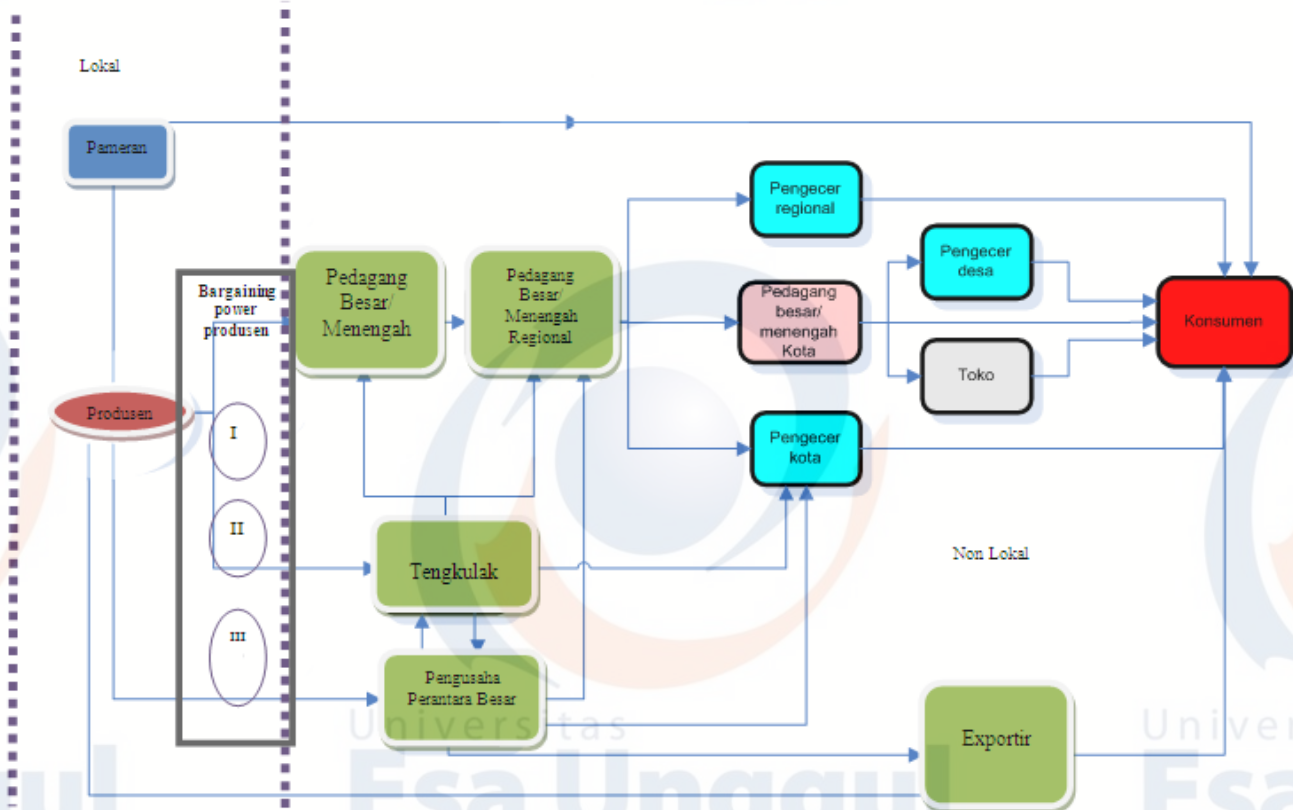 Lokal
Pameran
Pengecer
regional
Pengecer
desa
Bargaining
power
produsen
Pedagang
Besar/
Menengah
Pedagang
Besar/
Menengah
Regional
Pedagang
besar/
menengah
Kota
Konsumen
Toko
Produsen
I
Pengecer
kota
II
Non Lokal
Tengkulak
III
Pengusaha
Perantara Besar
Exportir
Universitas
Esa Unggul
Univer
gul
Esa